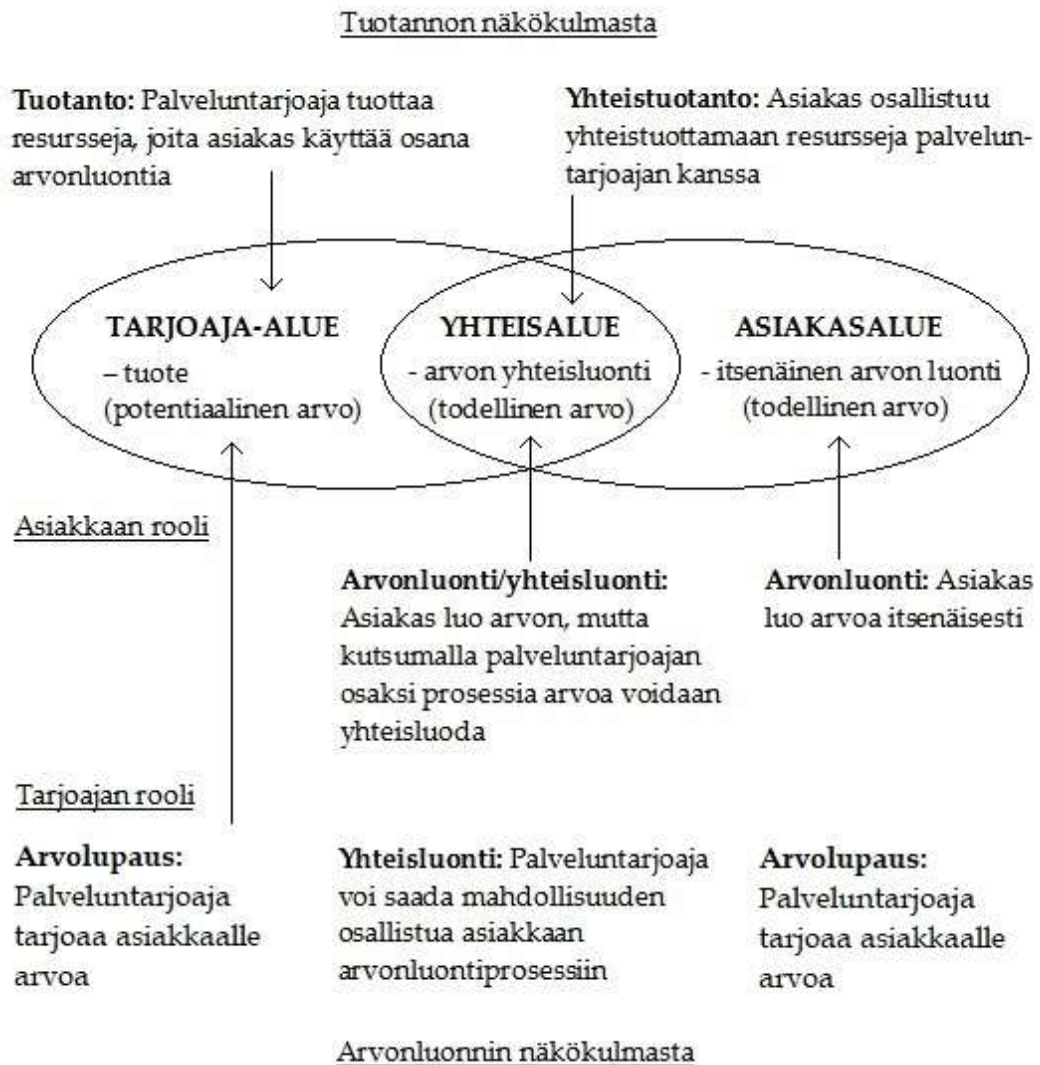 Tuotannon näkökulmasta
Tuotanto: Palveluntarjoaja tuottaa
resursseja, joita asiakas käyttää osana
arvonluontia
Yhteistuotanto: Asiakas osallistuu
yhteistuottamaan resursseja palvelun-
tarjoajan kanssa
TARJOAJA-ALUE
– tuote
(potentiaalinen arvo)
YHTEISALUE
- arvon yhteisluonti
(todellinen arvo)
ASIAKASALUE
- itsenäinen arvon luonti
(todellinen arvo)
Asiakkaan rooli
Arvonluonti/yhteisluonti:
Asiakas luo arvon, mutta
kutsumalla palveluntarjoajan
osaksi prosessia arvoa voidaan
yhteisluoda
Arvonluonti: Asiakas
luo arvoa itsenäisesti
Tarjoajan rooli
Arvolupaus:
Palveluntarjoaja
tarjoaa asiakkaalle
arvoa
Yhteisluonti: Palveluntarjoaja
voi saada mahdollisuuden
osallistua asiakkaan
arvonluontiprosessiin
Arvolupaus:
Palveluntarjoaja
tarjoaa asiakkaalle
arvoa
Arvonluonnin näkökulmasta